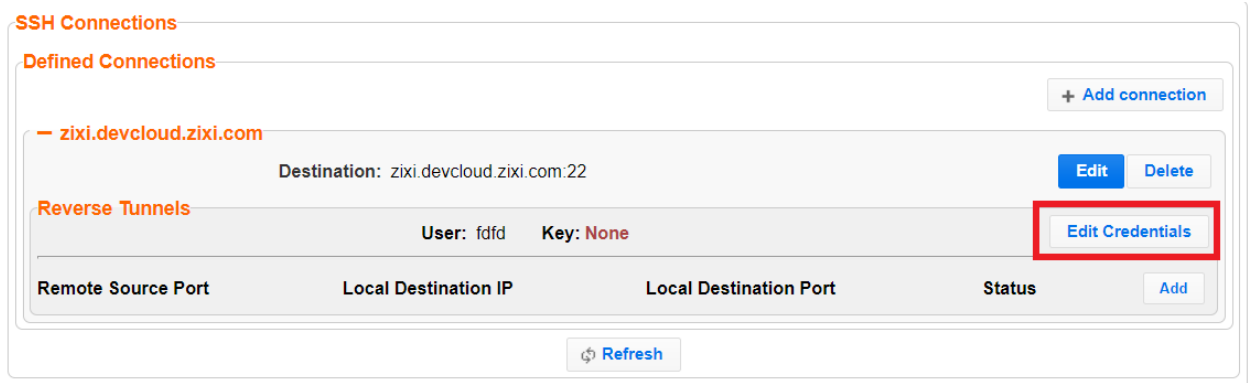 SSH Connections
Defined Connections
+ Add connection
− zixi.devcloud.zixi.com
Destination: zixi.devcloud.zixi.com:22
Edit
Delete
Reverse Tunnels
User: fdfd Key: None
Edit Credentials
Remote Source Port Local Destination IP Local Destination Port Status Add
Refresh